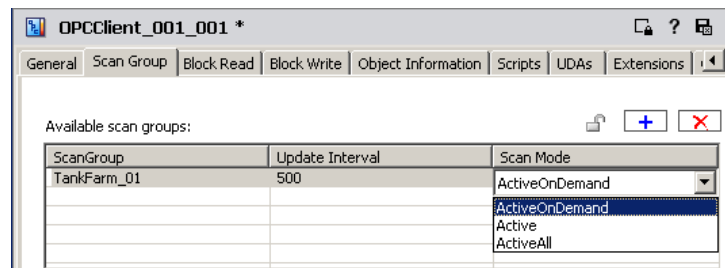 OPCClient_001_001 *
?
General Scan Group Block Read Block Write Object Information Scripts UDAs Extensions
Available scan groups:
ScanGroup Update Interval Scan Mode
TankFarm_01 500 ActiveOnDemand
ActiveOnDemand
Active
ActiveAll